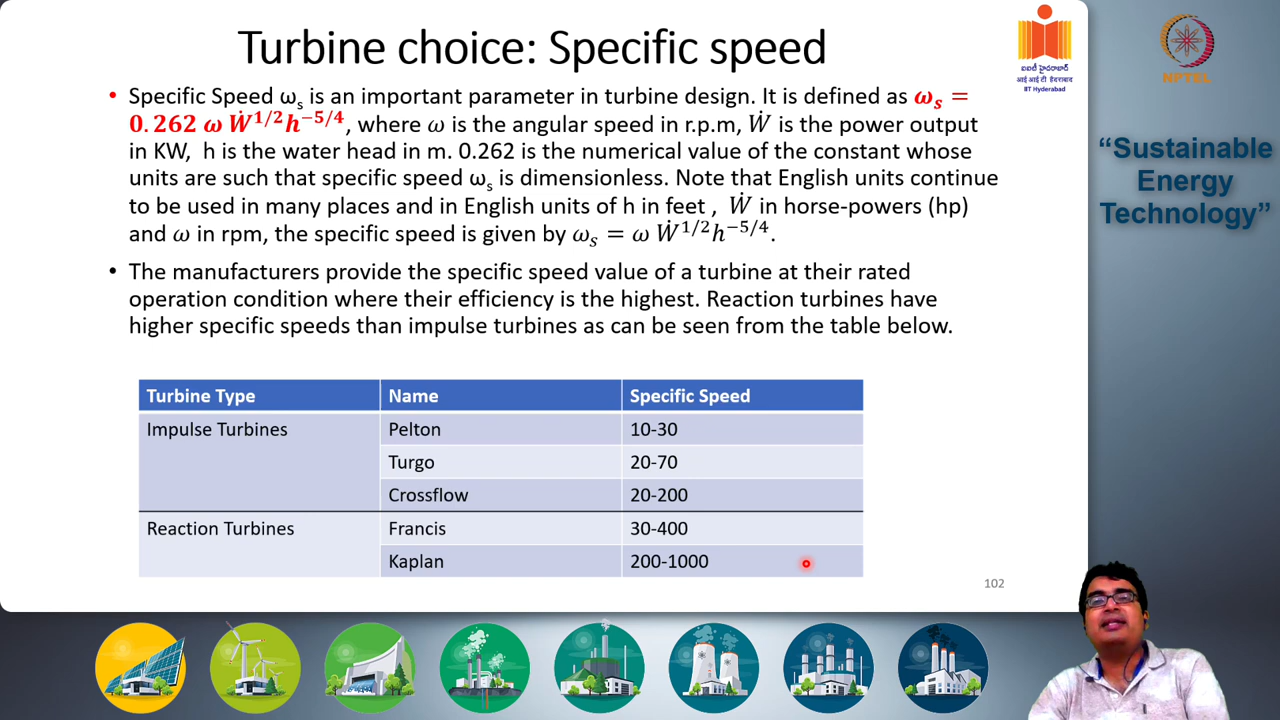 Turbine choice: Specific speed
• Specific Speed ωₛ is an important parameter in turbine design. It is defined as ωₛ =
0.262 ω Ẇ^1/2 h^−5/4, where ω is the angular speed in r.p.m, Ẇ is the power output
in KW, h is the water head in m. 0.262 is the numerical value of the constant whose
units are such that specific speed ωₛ is dimensionless. Note that English units continue
to be used in many places and in English units of h in feet , Ẇ in horse-powers (hp)
and ω in rpm, the specific speed is given by ωₛ = ω Ẇ^1/2 h^−5/4.
• The manufacturers provide the specific speed value of a turbine at their rated
operation condition where their efficiency is the highest. Reaction turbines have
higher specific speeds than impulse turbines as can be seen from the table below.
Turbine Type Name Specific Speed
Impulse Turbines Pelton 10-30
Turgo 20-70
Crossflow 20-200
Reaction Turbines Francis 30-400
Kaplan 200-1000
102
IIT Hyderabad
NPTEL
“Sustainable
Energy
Technology”